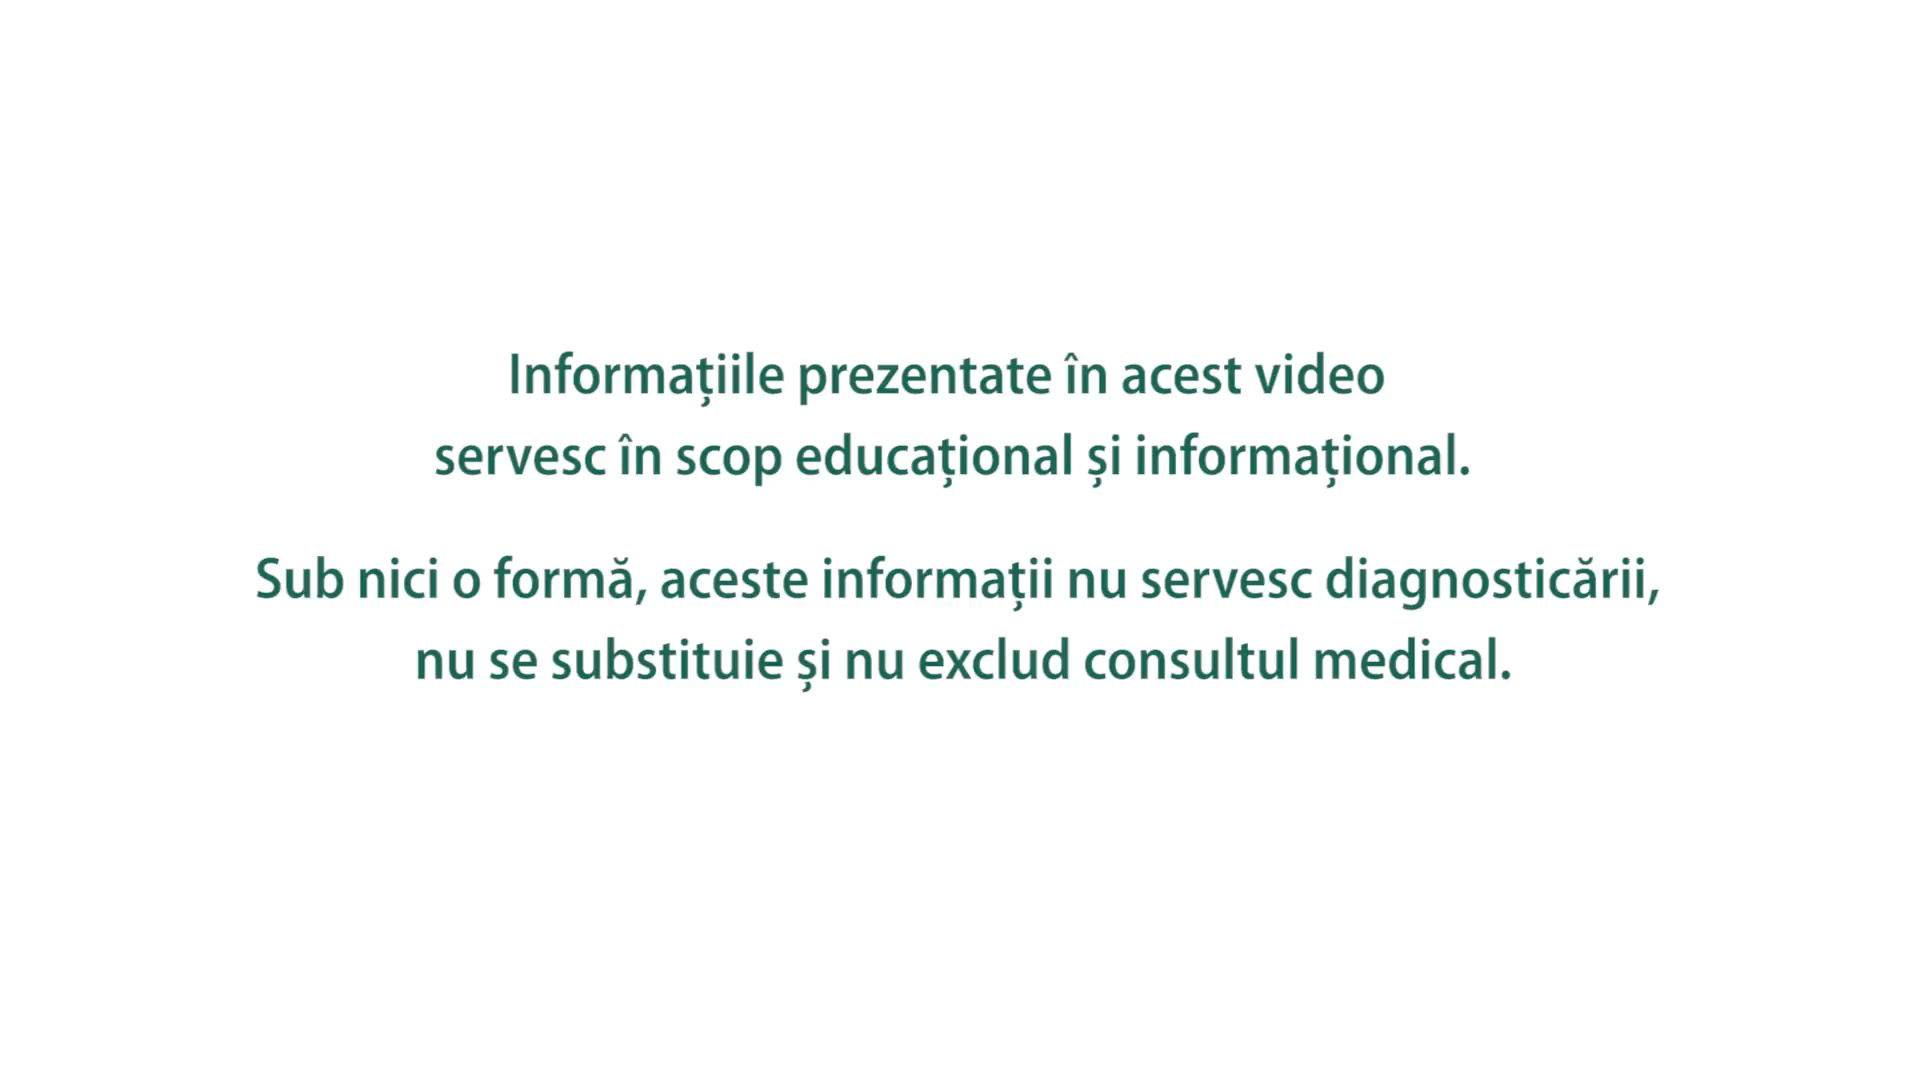 Informațiile prezentate în acest video
servesc în scop educațional și informațional.
Sub nici o formă, aceste informații nu servesc diagnosticării,
nu se substituie și nu exclud consultul medical.